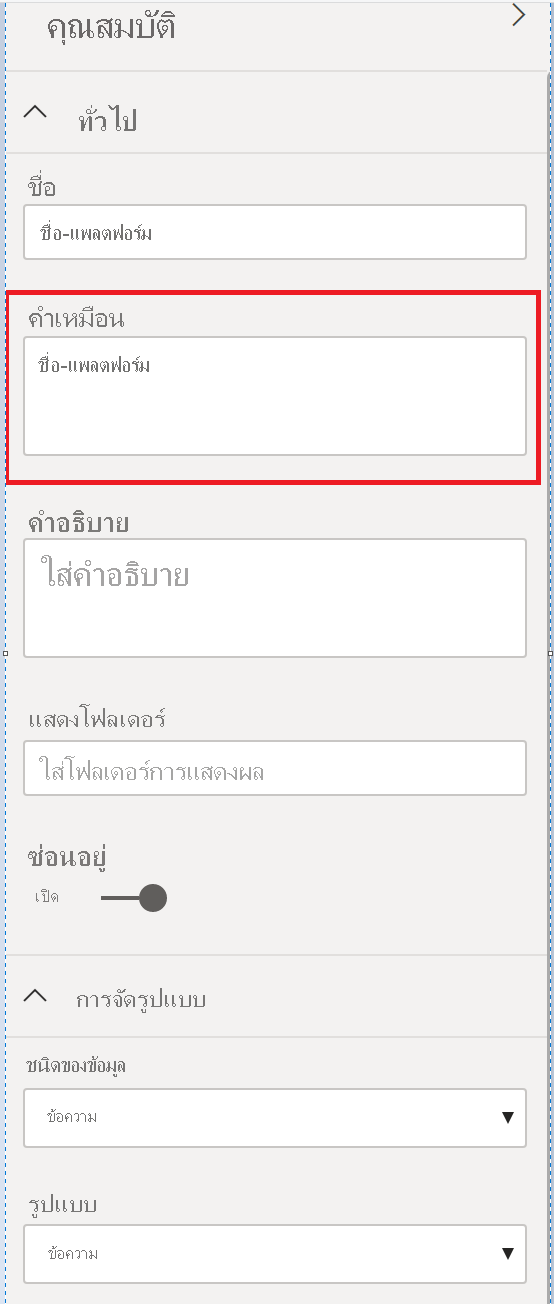 คุณสมบัติ
ทั่วไป
ชื่อ
ชื่อ-แพลตฟอร์ม
คำเหมือน
ชื่อ-แพลตฟอร์ม
คำอธิบาย
ใส่คำอธิบาย
แสดงโฟลเดอร์
ใส่โฟลเดอร์การแสดงผล
ซ่อนอยู่
เปิด
การจัดรูปแบบ
ชนิดของข้อมูล
ข้อความ
รูปแบบ
ข้อความ